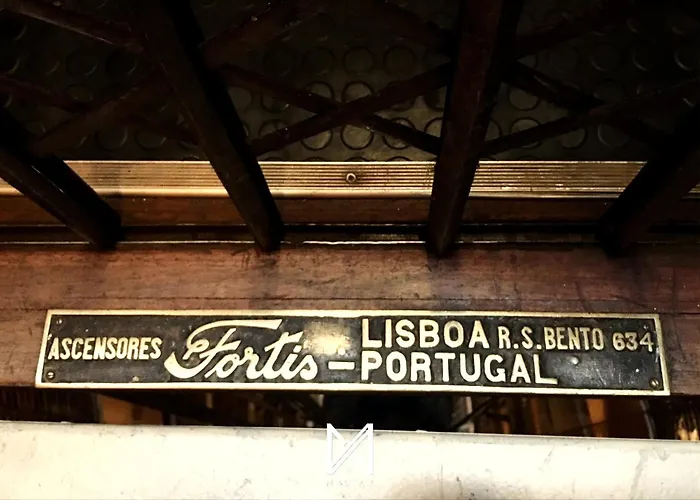 ASCENSORES Fortis – LISBOA R.S.BENTO 634
PORTUGAL